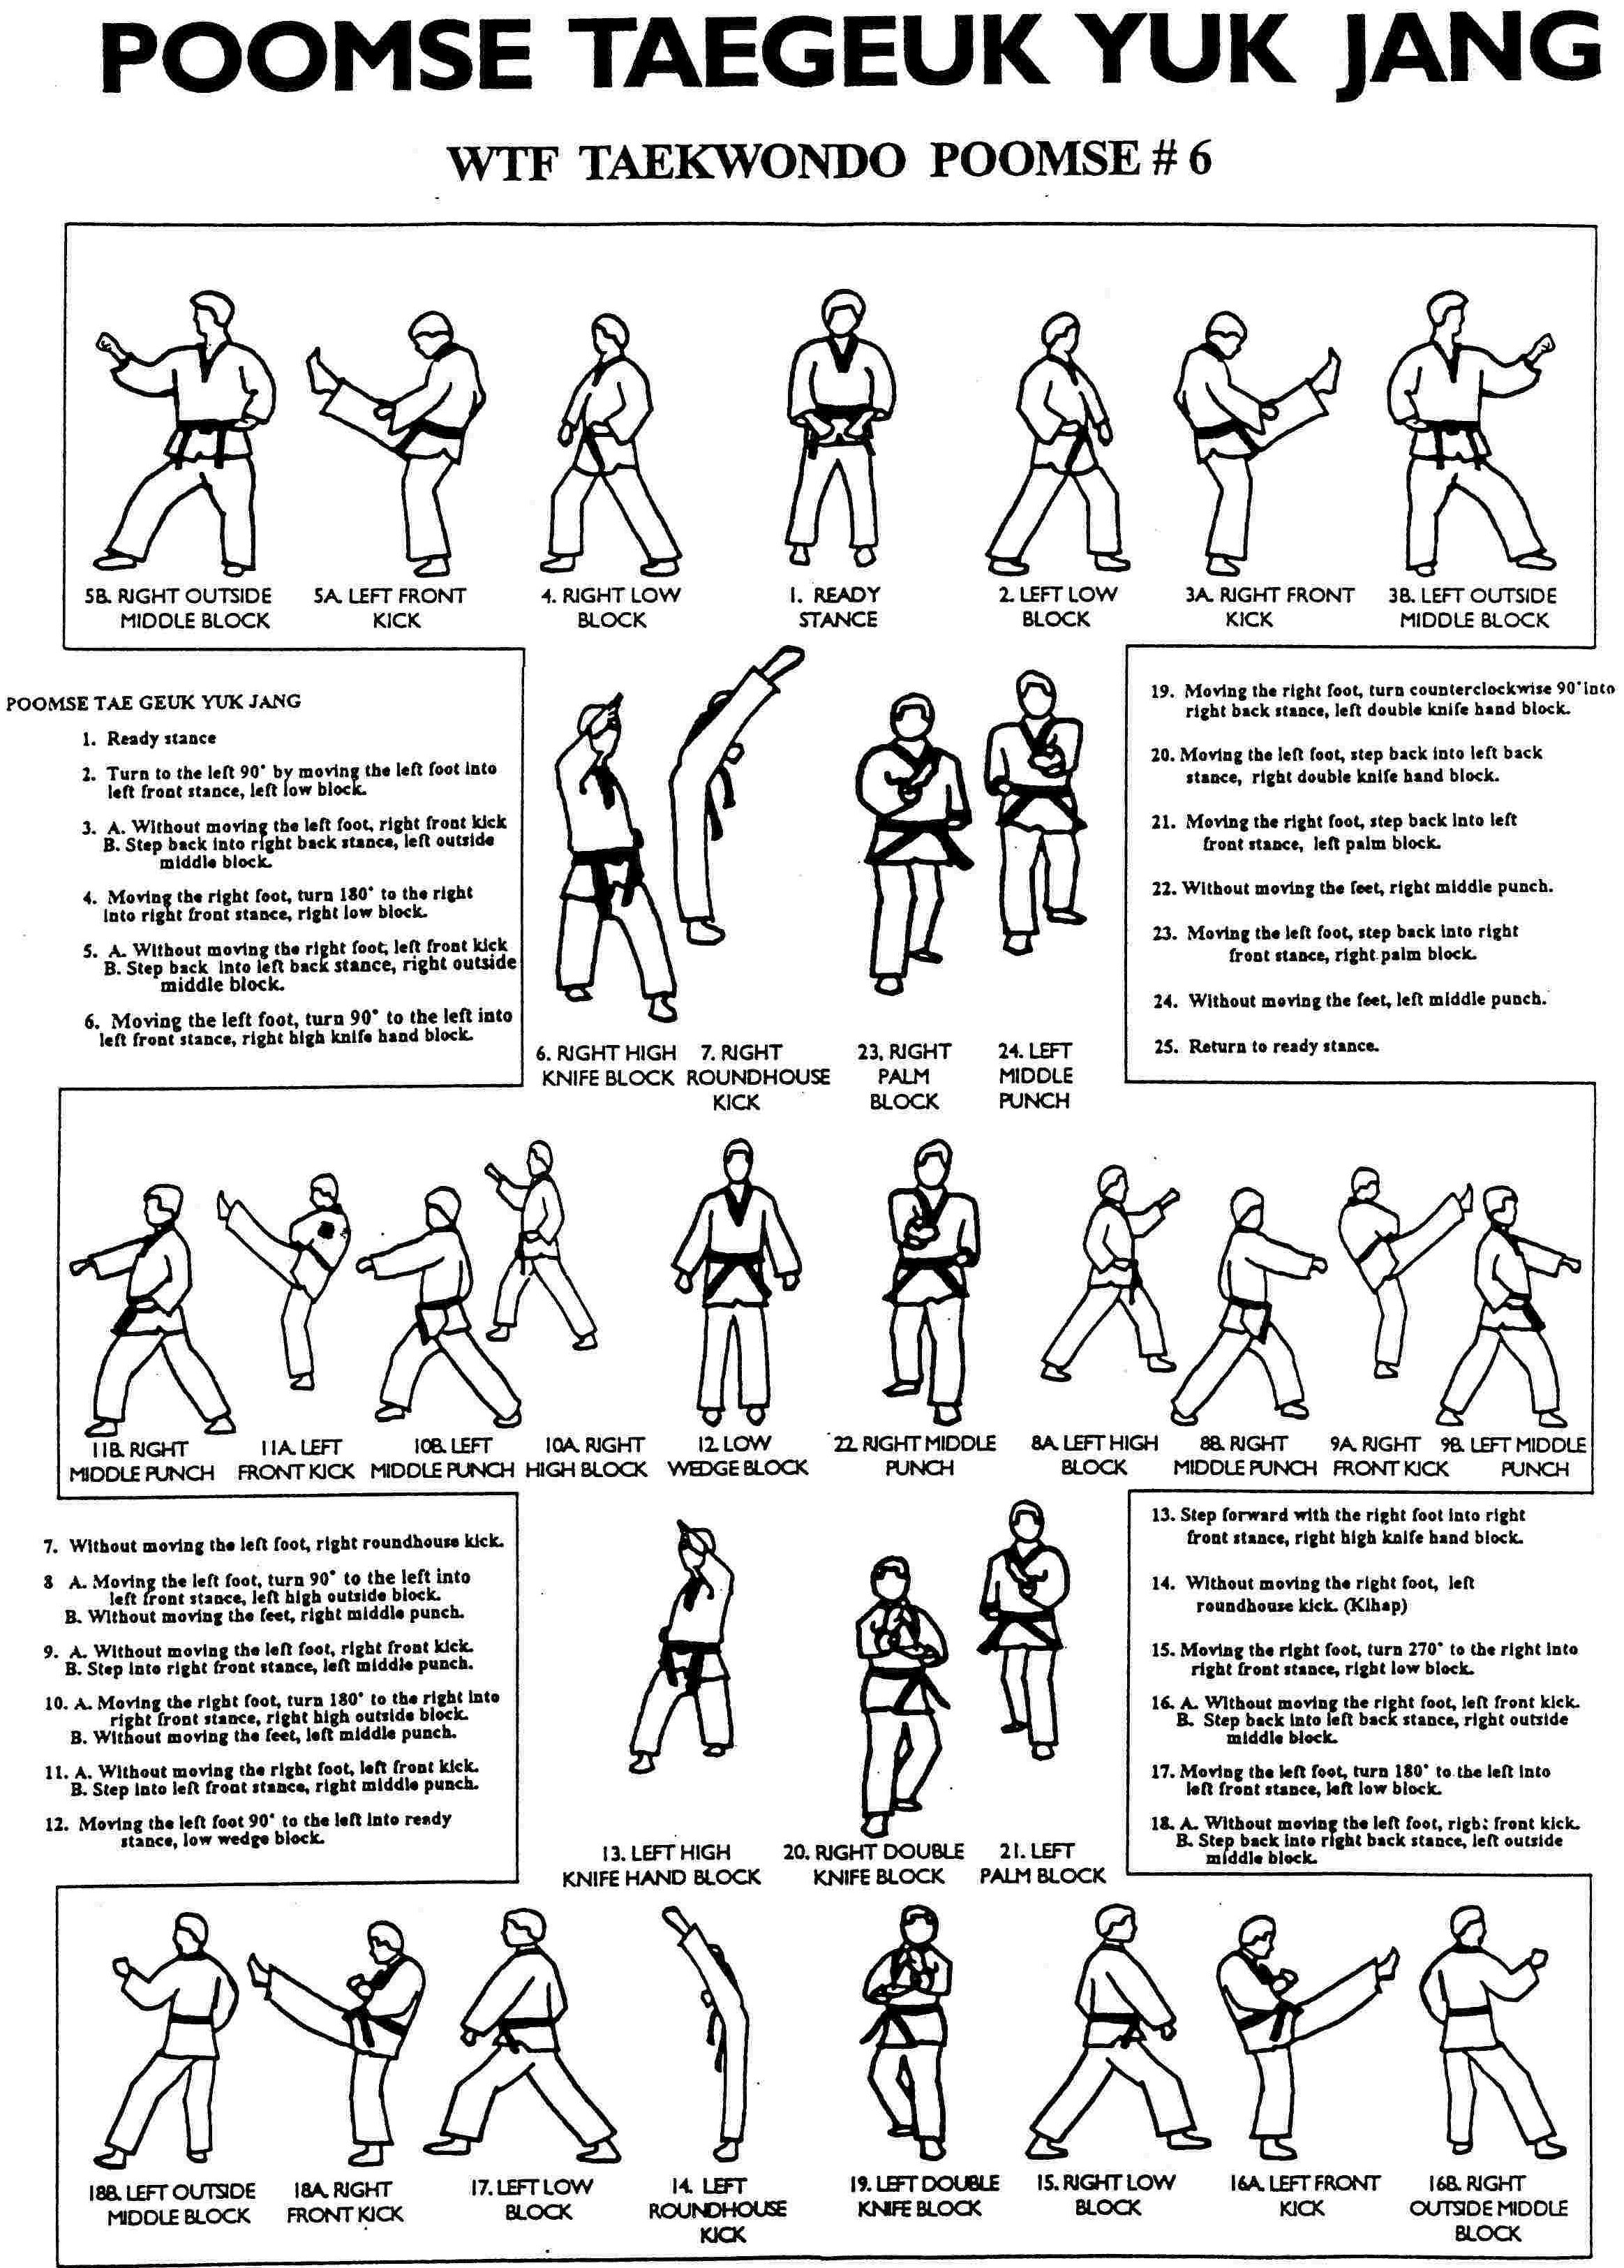 POOMSE TAEGEUK YUK JANG
WTF TAEKWONDO POOMSE # 6
5B. RIGHT OUTSIDE
MIDDLE BLOCK
5A. LEFT FRONT
KICK
4. RIGHT LOW
BLOCK
1. READY
STANCE
2. LEFT LOW
BLOCK
3A. RIGHT FRONT
KICK
3B. LEFT OUTSIDE
MIDDLE BLOCK
POOMSE TAE GEUK YUK JANG
1. Ready stance
2. Turn to the left 90° by moving the left foot into
left front stance, left low block.
3. A. Without moving the left foot, right front kick
B. Step back into right back stance, left outside
middle block.
4. Moving the right foot, turn 180° to the right
into right front stance, right low block.
5. A. Without moving the right foot, left front kick
B. Step back into left back stance, right outside
middle block.
6. Moving the left foot, turn 90° to the left into
left front stance, right high knife hand block.
6. RIGHT HIGH
KNIFE BLOCK
7. RIGHT
ROUNDHOUSE
KICK
23, RIGHT
PALM
BLOCK
24. LEFT
MIDDLE
PUNCH
19. Moving the right foot, turn counterclockwise 90° into
right back stance, left double knife hand block.
20. Moving the left foot, step back into left back
stance, right double knife hand block.
21. Moving the right foot, step back into left
front stance, left palm block.
22. Without moving the feet, right middle punch.
23. Moving the left foot, step back into right
front stance, right palm block.
24. Without moving the feet, left middle punch.
25. Return to ready stance.
11B. RIGHT
MIDDLE PUNCH
11A. LEFT
FRONT KICK
10B. LEFT
MIDDLE PUNCH
10A. RIGHT
HIGH BLOCK
12. LOW
WEDGE BLOCK
22. RIGHT MIDDLE
PUNCH
8A. LEFT HIGH
BLOCK
8B. RIGHT
MIDDLE PUNCH
9A. RIGHT
FRONT KICK
9B. LEFT MIDDLE
PUNCH
7. Without moving the left foot, right roundhouse kick.
8 A. Moving the left foot, turn 90° to the left into
left front stance, left high outside block.
B. Without moving the feet, right middle punch.
9. A. Without moving the left foot, right front kick.
B. Step into right front stance, left middle punch.
10. A. Moving the right foot, turn 180° to the right into
right front stance, right high outside block.
B. Without moving the feet, left middle punch.
11. A. Without moving the right foot, left front kick.
B. Step into left front stance, right middle punch.
12. Moving the left foot 90° to the left into ready
stance, low wedge block.
13. LEFT HIGH
KNIFE HAND BLOCK
20. RIGHT DOUBLE
KNIFE BLOCK
21. LEFT
PALM BLOCK
13. Step forward with the right foot into right
front stance, right high knife hand block.
14. Without moving the right foot, left
roundhouse kick. (Kihap)
15. Moving the right foot, turn 270° to the right into
right front stance, right low block.
16. A. Without moving the right foot, left front kick.
B. Step back into left back stance, right outside
middle block.
17. Moving the left foot, turn 180° to the left into
left front stance, left low block.
18. A. Without moving the left foot, right front kick.
B. Step back into right back stance, left outside
middle block.
18B. LEFT OUTSIDE
MIDDLE BLOCK
18A. RIGHT
FRONT KICK
17. LEFT LOW
BLOCK
14. LEFT
ROUNDHOUSE
KICK
19. LEFT DOUBLE
KNIFE BLOCK
15. RIGHT LOW
BLOCK
16A. LEFT FRONT
KICK
16B. RIGHT
OUTSIDE MIDDLE
BLOCK